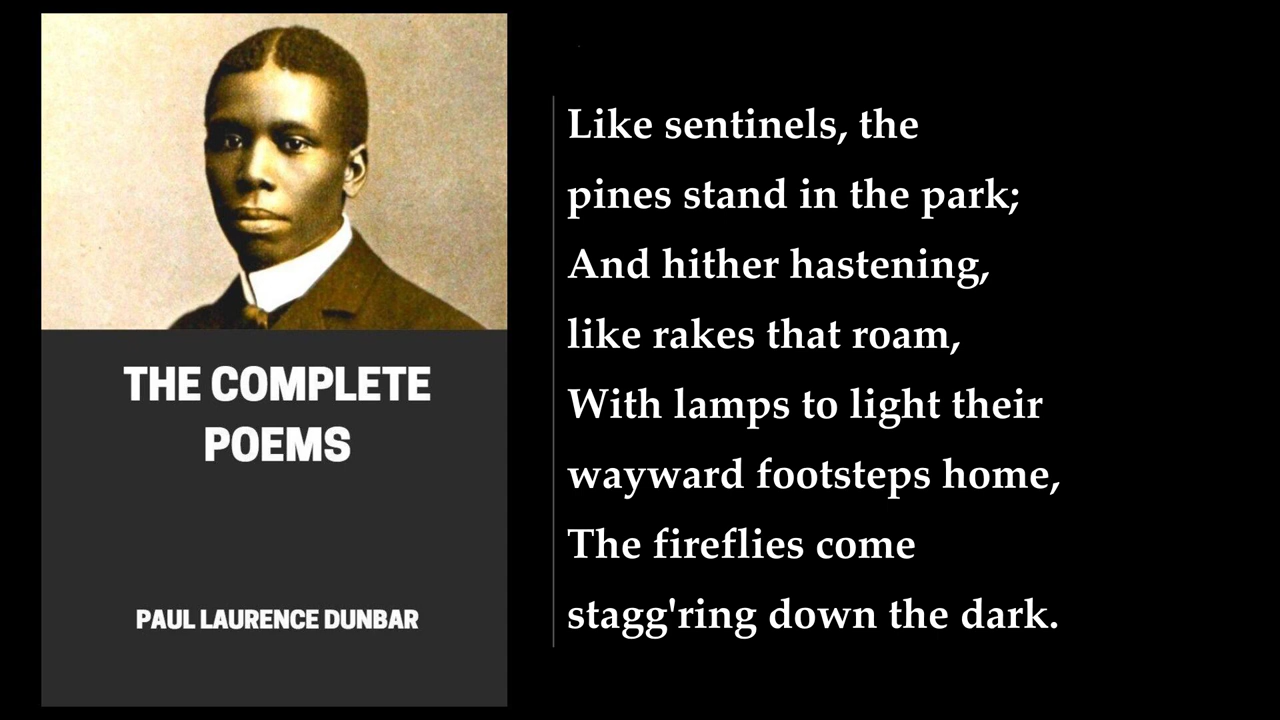 THE COMPLETE
POEMS
PAUL LAURENCE DUNBAR
Like sentinels, the
pines stand in the park;
And hither hastening,
like rakes that roam,
With lamps to light their
wayward footsteps home,
The fireflies come
stagg'ring down the dark.